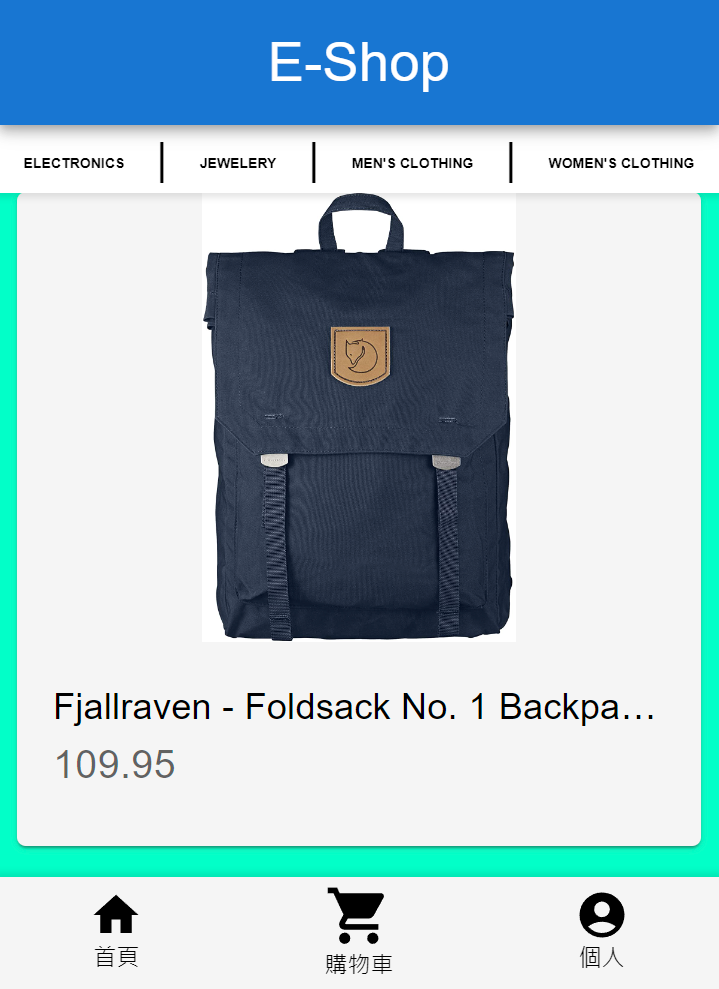 E-Shop
ELECTRONICS
JEWELERY
MEN'S CLOTHING
WOMEN'S CLOTHING
Fjallraven - Foldsack No. 1 Backpa...
109.95
首頁
購物車
個人